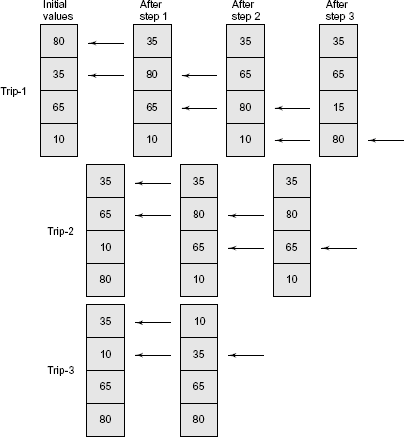 Initial values After step 1 After step 2 After step 3
Trip-1
80 35 35 35
35 80 65 65
65 65 80 15
10 10 10 80
Trip-2
35 35 35
65 80 80
10 65 65
80 10 10
Trip-3
35 10
10 35
65 65
80 80